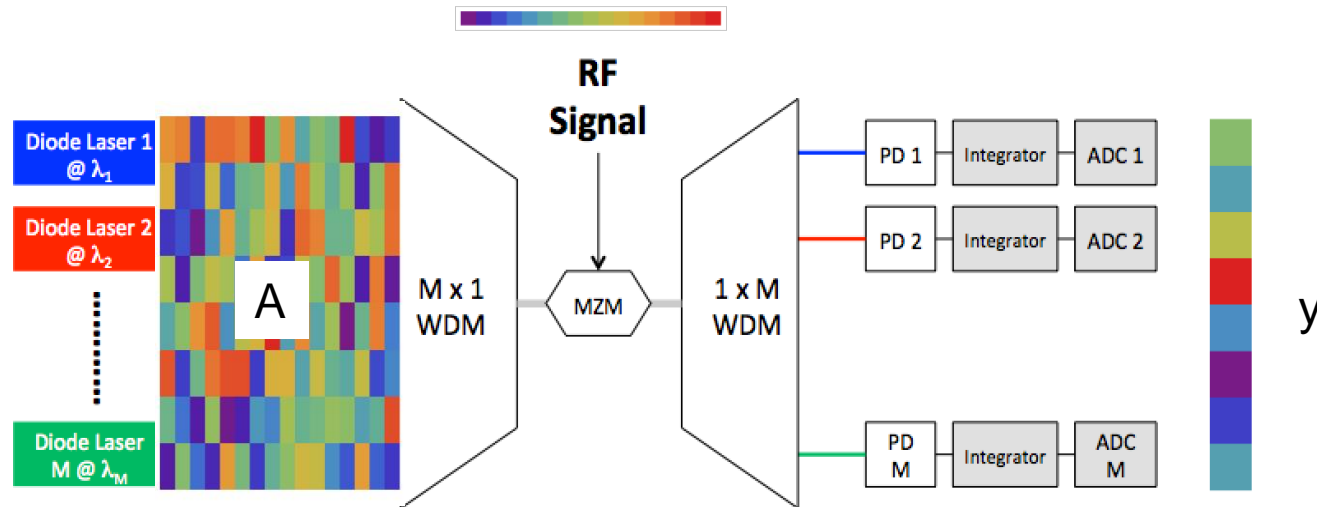 RF
Signal
Diode Laser 1
@ λ1
Diode Laser 2
@ λ2
Diode Laser
M @ λM
A
M x 1
WDM
MZM
1 x M
WDM
PD 1
Integrator
ADC 1
PD 2
Integrator
ADC 2
PD
M
Integrator
ADC
M
y